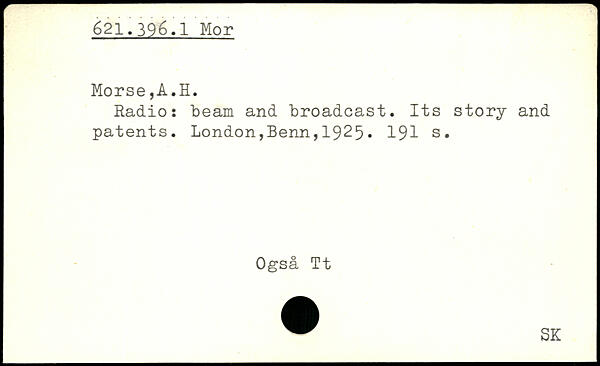 621.396.1 Mor
Morse,A.H.
Radio: beam and broadcast. Its story and
patents. London,Benn,1925. 191 s.
Også Tt
SK